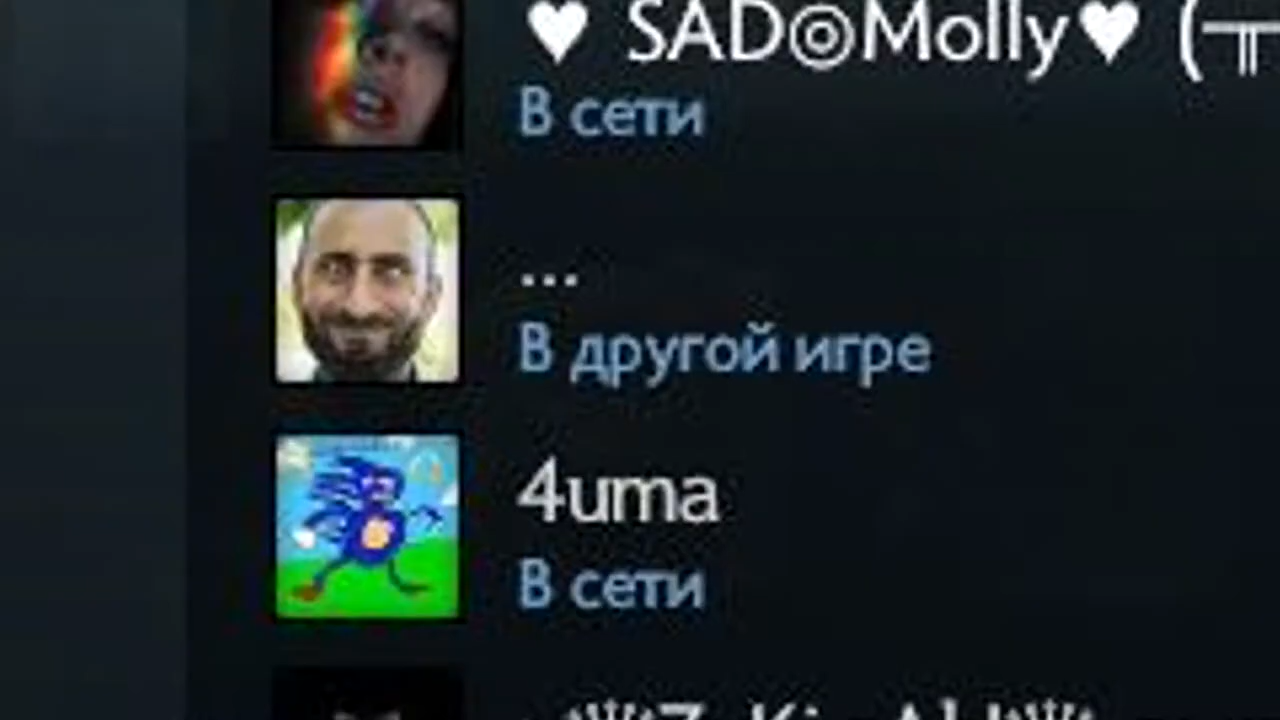 ♥ SAD◎Molly♥ (╥
В сети
...
В другой игре
4uma
В сети